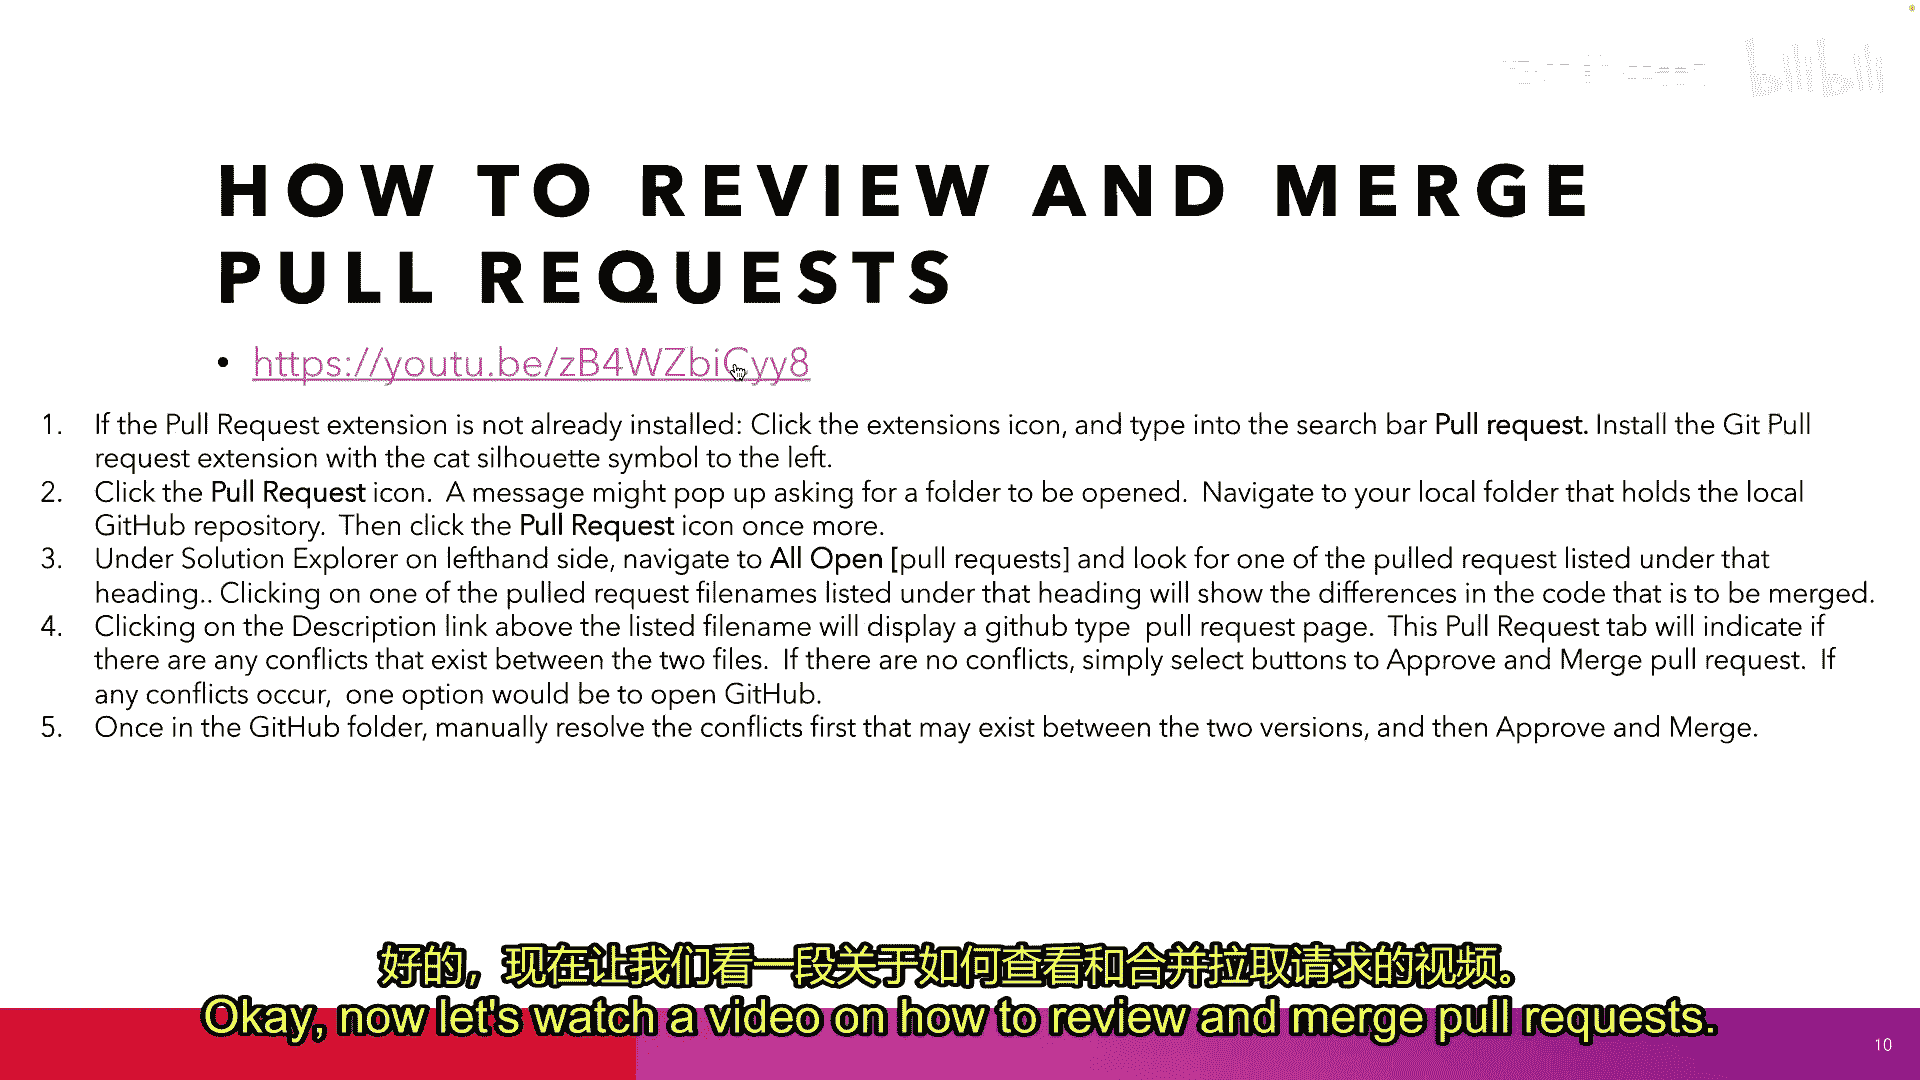 bilibili
HOW TO REVIEW AND MERGE
PULL REQUESTS
• https://youtu.be/zB4WZbiCyy8
1. If the Pull Request extension is not already installed: Click the extensions icon, and type into the search bar Pull request. Install the Git Pull
request extension with the cat silhouette symbol to the left.
2. Click the Pull Request icon. A message might pop up asking for a folder to be opened. Navigate to your local folder that holds the local
GitHub repository. Then click the Pull Request icon once more.
3. Under Solution Explorer on lefthand side, navigate to All Open [pull requests] and look for one of the pulled request listed under that
heading.. Clicking on one of the pulled request filenames listed under that heading will show the differences in the code that is to be merged.
4. Clicking on the Description link above the listed filename will display a github type pull request page. This Pull Request tab will indicate if
there are any conflicts that exist between the two files. If there are no conflicts, simply select buttons to Approve and Merge pull request. If
any conflicts occur, one option would be to open GitHub.
5. Once in the GitHub folder, manually resolve the conflicts first that may exist between the two versions, and then Approve and Merge.
好的，现在让我们看一段关于如何查看和合并拉取请求的视频。
Okay, now let's watch a video on how to review and merge pull requests.
10